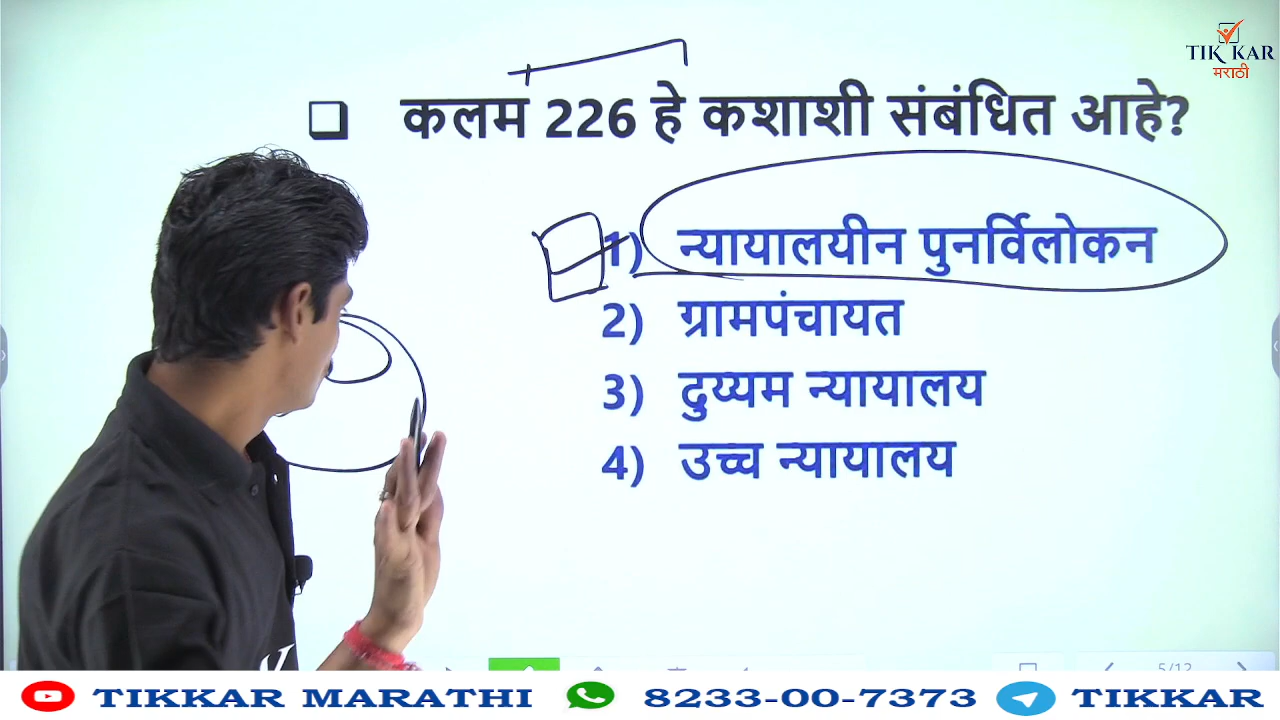 TIK KAR
मराठी
कलम 226 हे कशाशी संबंधित आहे?
1) न्यायालयीन पुनर्विलोकन
2) ग्रामपंचायत
3) दुय्यम न्यायालय
4) उच्च न्यायालय
5/12
TIKKAR MARATHI 8233-00-7373 TIKKAR